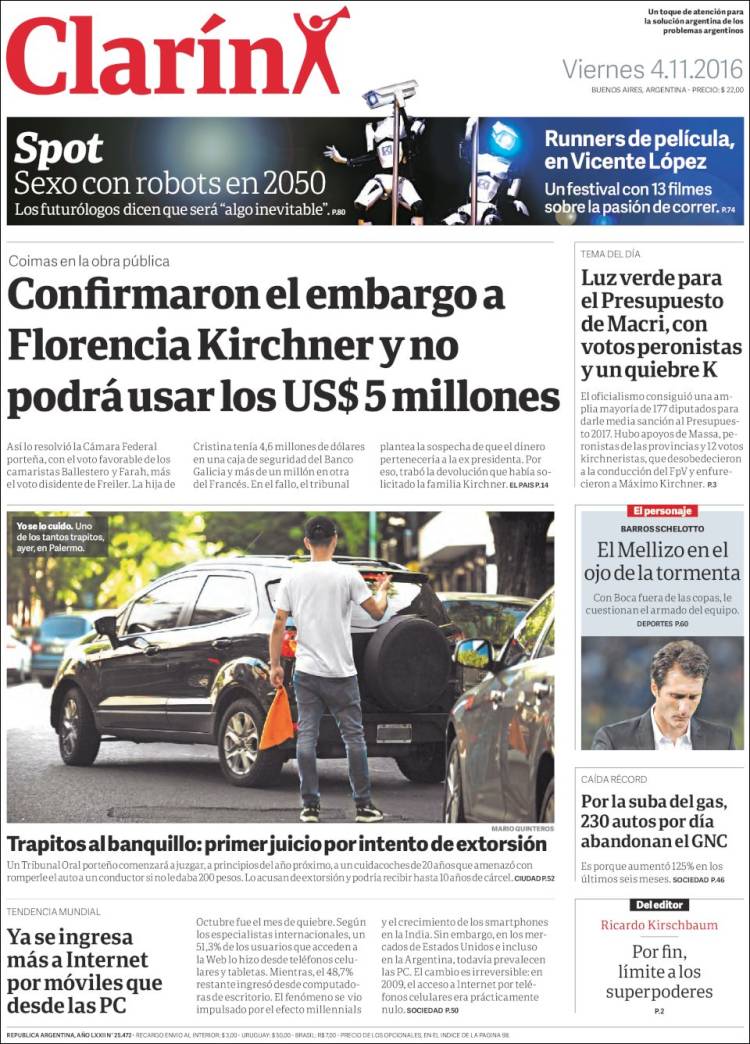 Clarín
Un toque de atención para
la solución argentina de los
problemas argentinos
Viernes 4.11.2016
BUENOS AIRES, ARGENTINA - PRECIO: $ 22,00
Spot
Sexo con robots en 2050
Los futurólogos dicen que será “algo inevitable”. P.80
Runners de película,
en Vicente López
Un festival con 13 filmes
sobre la pasión de correr. P.74
Coimas en la obra pública
Confirmaron el embargo a
Florencia Kirchner y no
podrá usar los US$ 5 millones
Así lo resolvió la Cámara Federal
porteña, con el voto favorable de los
camaristas Ballestero y Farah, más
el voto disidente de Freiler. La hija de
Cristina tenía 4,6 millones de dólares
en una caja de seguridad del Banco
Galicia y más de un millón en otra
del Francés. En el fallo, el tribunal
plantea la sospecha de que el dinero
pertenecería a la ex presidenta. Por
eso, trabó la devolución que había so-
licitado la familia Kirchner. EL PAIS P.14
TEMA DEL DÍA
Luz verde para
el Presupuesto
de Macri, con
votos peronistas
y un quiebre K
El oficialismo consiguió una am-
plia mayoría de 177 diputados para
darle media sanción al Presupues-
to 2017. Hubo apoyos de Massa, pe-
ronistas de las provincias y 12 votos
kirchneristas, que desobedecieron
a la conducción del FpV y enfure-
cieron a Máximo Kirchner. P.3
Yo se lo cuido. Uno
de los tantos trapitos,
ayer, en Palermo.
MARIO QUINTEROS
Trapitos al banquillo: primer juicio por intento de extorsión
Un Tribunal Oral porteño comenzará a juzgar, a principios del año próximo, a un cuidacoches de 20 años que amenazó con
romperle el auto a un conductor si no le daba 200 pesos. Lo acusan de extorsión y podría recibir hasta 10 años de cárcel. CIUDAD P.52
El personaje
BARROS SCHELOTTO
El Mellizo en el
ojo de la tormenta
Con Boca fuera de las copas, le
cuestionan el armado del equipo.
DEPORTES P.60
CAÍDA RÉCORD
Por la suba del gas,
230 autos por día
abandonan el GNC
Es porque aumentó 125% en los
últimos seis meses. SOCIEDAD P.46
Del editor
Ricardo Kirschbaum
Por fin,
límite a los
superpoderes
P.2
TENDENCIA MUNDIAL
Ya se ingresa
más a Internet
por móviles que
desde las PC
Octubre fue el mes de quiebre. Según
los especialistas internacionales, un
51,3% de los usuarios que acceden a
la Web lo hizo desde teléfonos celu-
lares y tabletas. Mientras, el 48,7%
restante ingresó desde computado-
ras de escritorio. El fenómeno se vio
impulsado por el efecto millennials
y el crecimiento de los smartphones
en la India. Sin embargo, en los mer-
cados de Estados Unidos e incluso
en la Argentina, todavía prevalecen
las PC. El cambio es irreversible: en
2009, el acceso a Internet por telé-
fonos celulares era prácticamente
nulo. SOCIEDAD P.50
REPUBLICA ARGENTINA, AÑO LXXII N° 25.472 - RECARGO ENVIO AL INTERIOR: $ 3,00 - URUGUAY: $ 50,00 - BRASIL: R$ 7,00 - PRECIO DE LOS OPCIONALES, EN EL INDICE DE LA PAGINA 98.